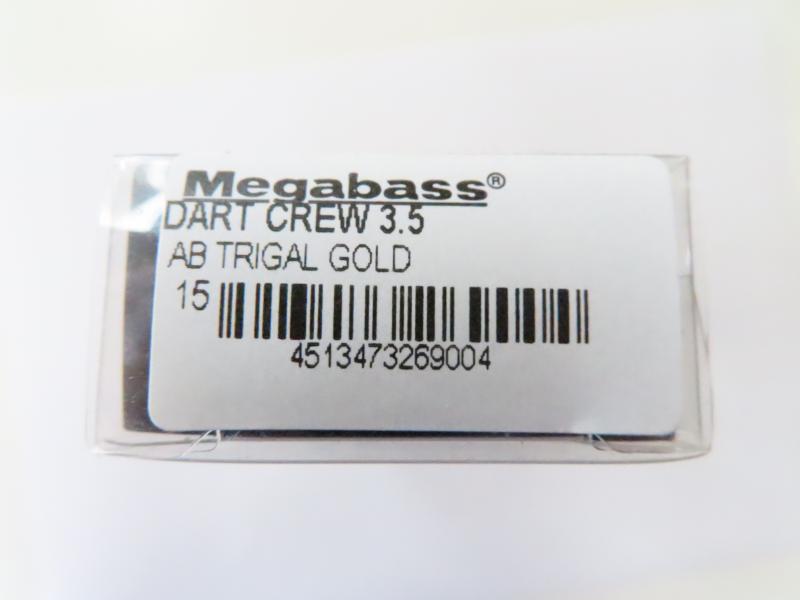 Megabass®
DART CREW 3.5
AB TRIGAL GOLD
15
4513473269004